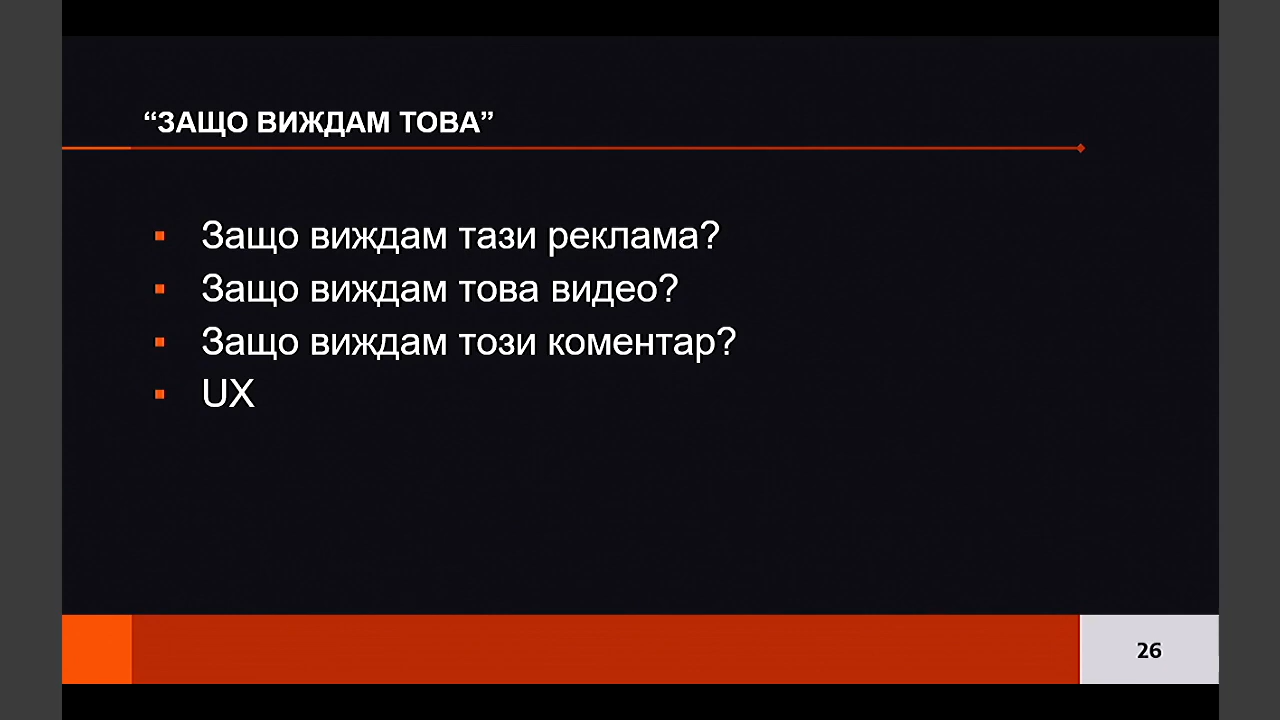 “ЗАЩО ВИЖДАМ ТОВА”
Защо виждам тази реклама?
Защо виждам това видео?
Защо виждам този коментар?
UX
26